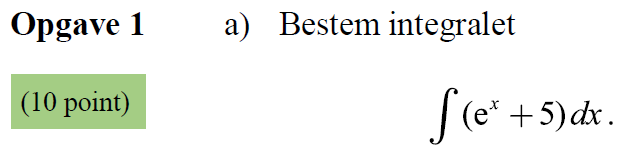 Opgave 1 a) Bestem integralet
(10 point)
∫(eˣ + 5) dx.